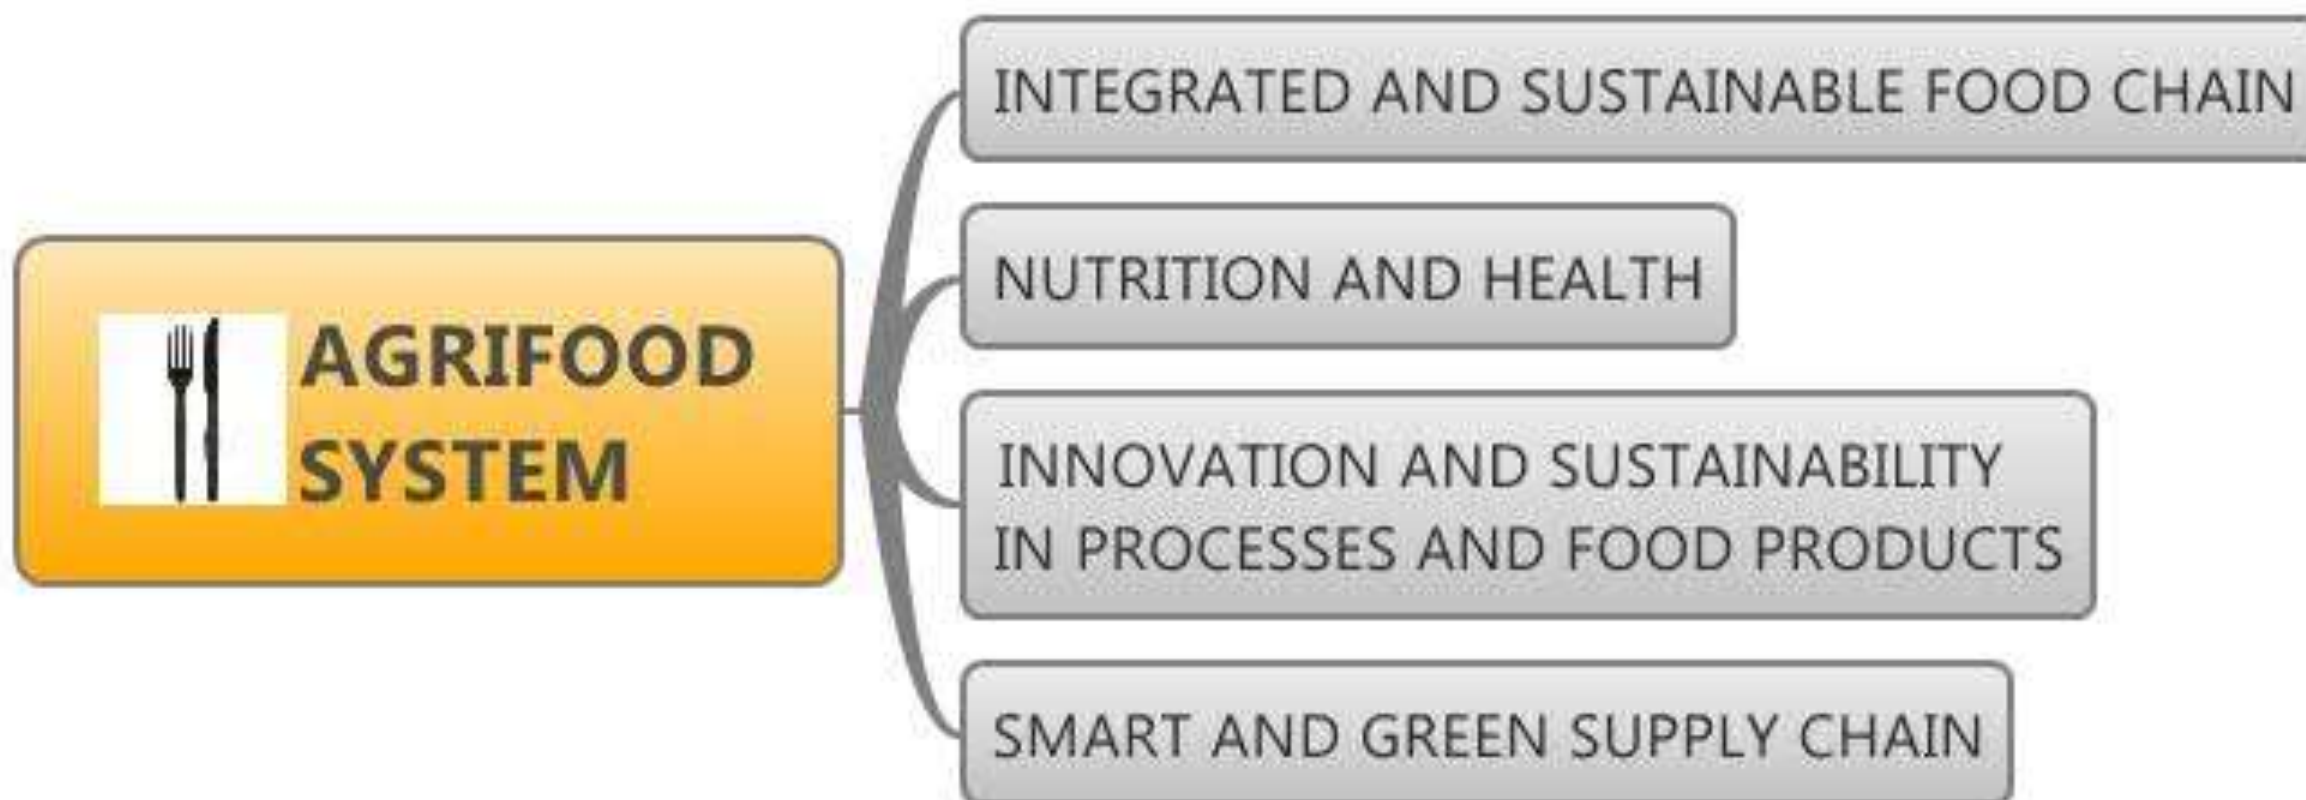 AGRIFOOD
SYSTEM
INTEGRATED AND SUSTAINABLE FOOD CHAIN
NUTRITION AND HEALTH
INNOVATION AND SUSTAINABILITY
IN PROCESSES AND FOOD PRODUCTS
SMART AND GREEN SUPPLY CHAIN